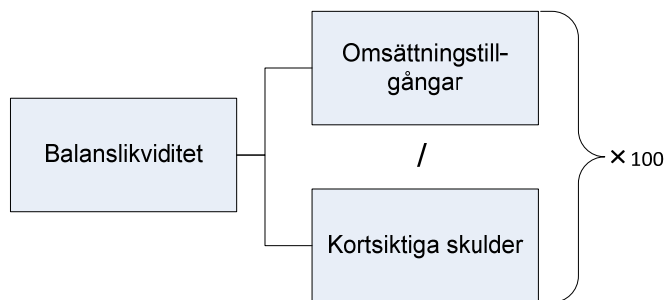 Omsättningstill-
gångar
Balanslikviditet
/
× 100
Kortsiktiga skulder